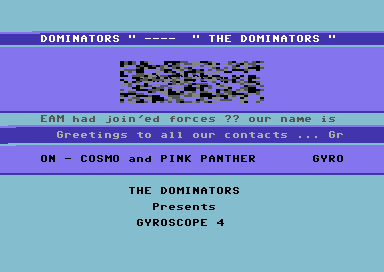 DOMINATORS " ---- " THE DOMINATORS "
EAM had join'ed forces ?? our name is
Greetings to all our contacts ... Gr
ON - COSMO and PINK PANTHER GYRO
THE DOMINATORS
Presents
GYROSCOPE 4